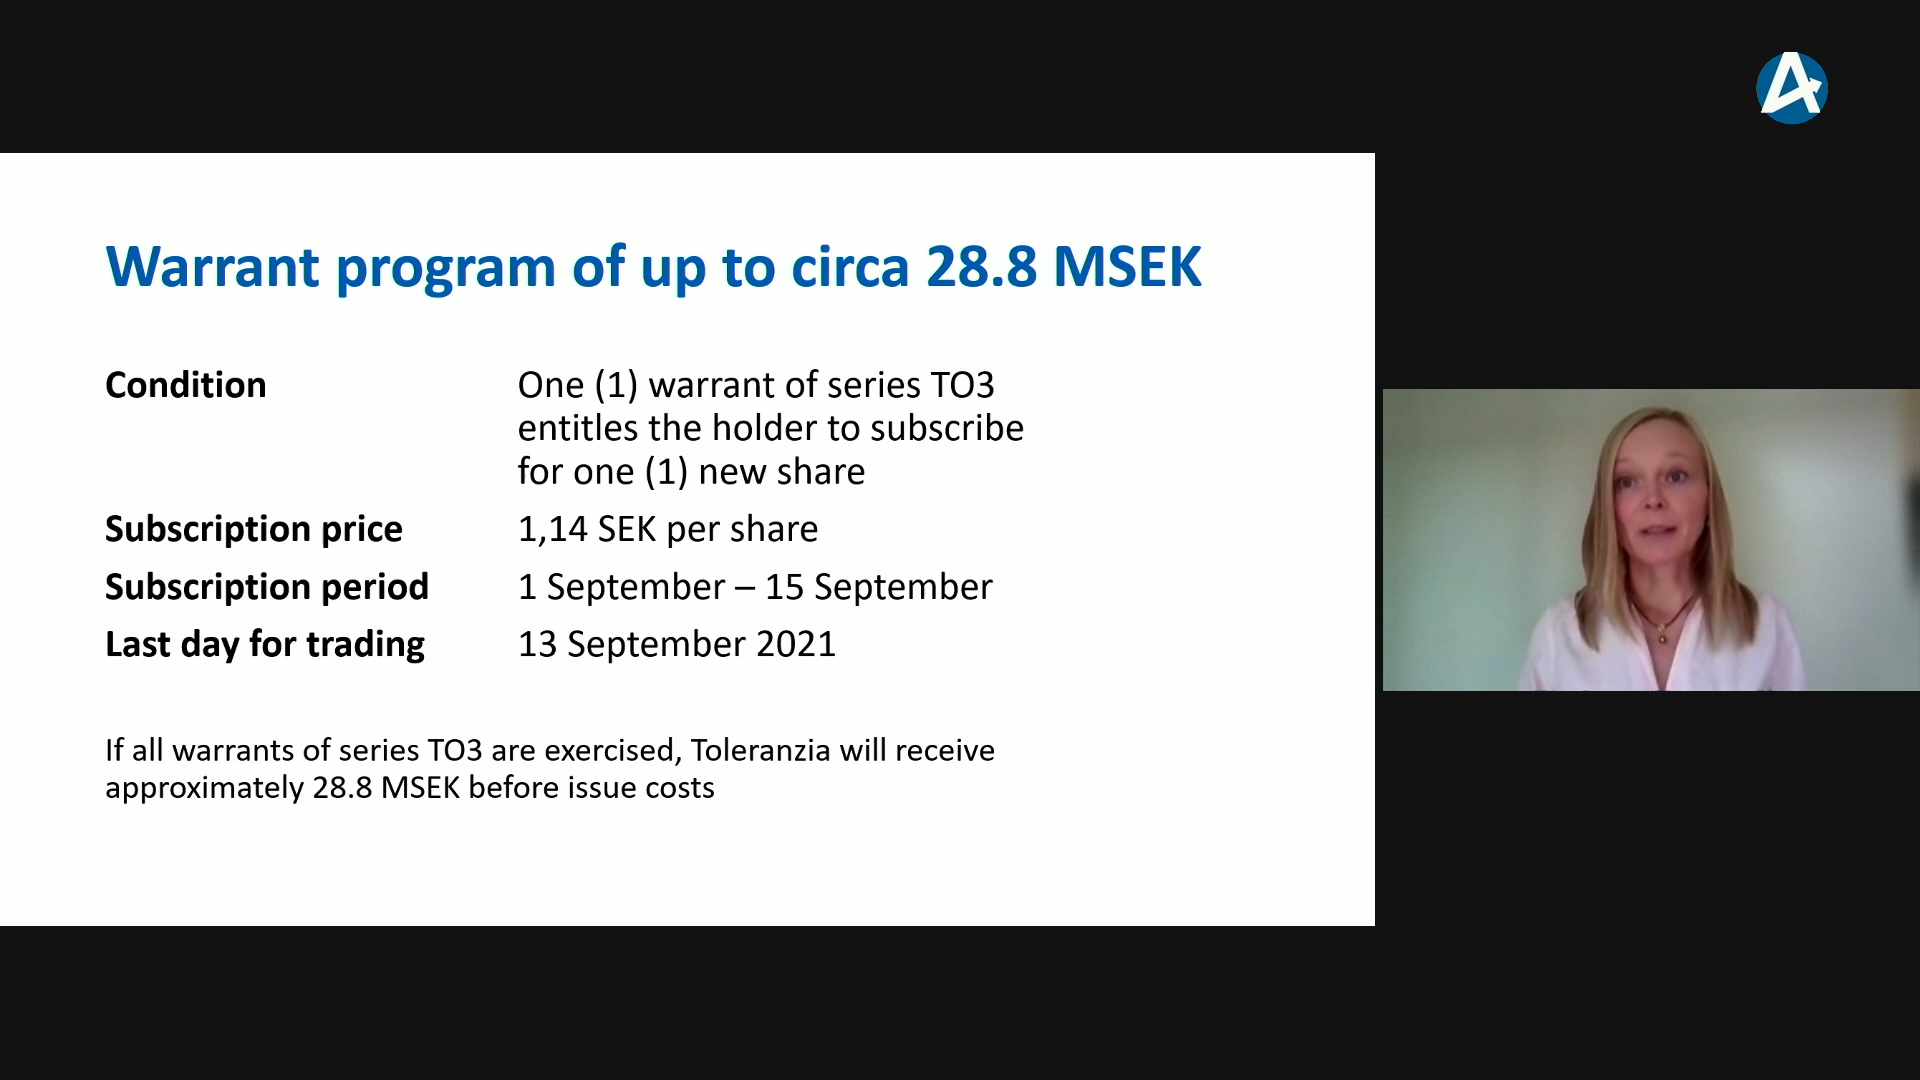 Warrant program of up to circa 28.8 MSEK
Condition One (1) warrant of series TO3
entitles the holder to subscribe
for one (1) new share
Subscription price 1,14 SEK per share
Subscription period 1 September – 15 September
Last day for trading 13 September 2021
If all warrants of series TO3 are exercised, Toleranzia will receive
approximately 28.8 MSEK before issue costs